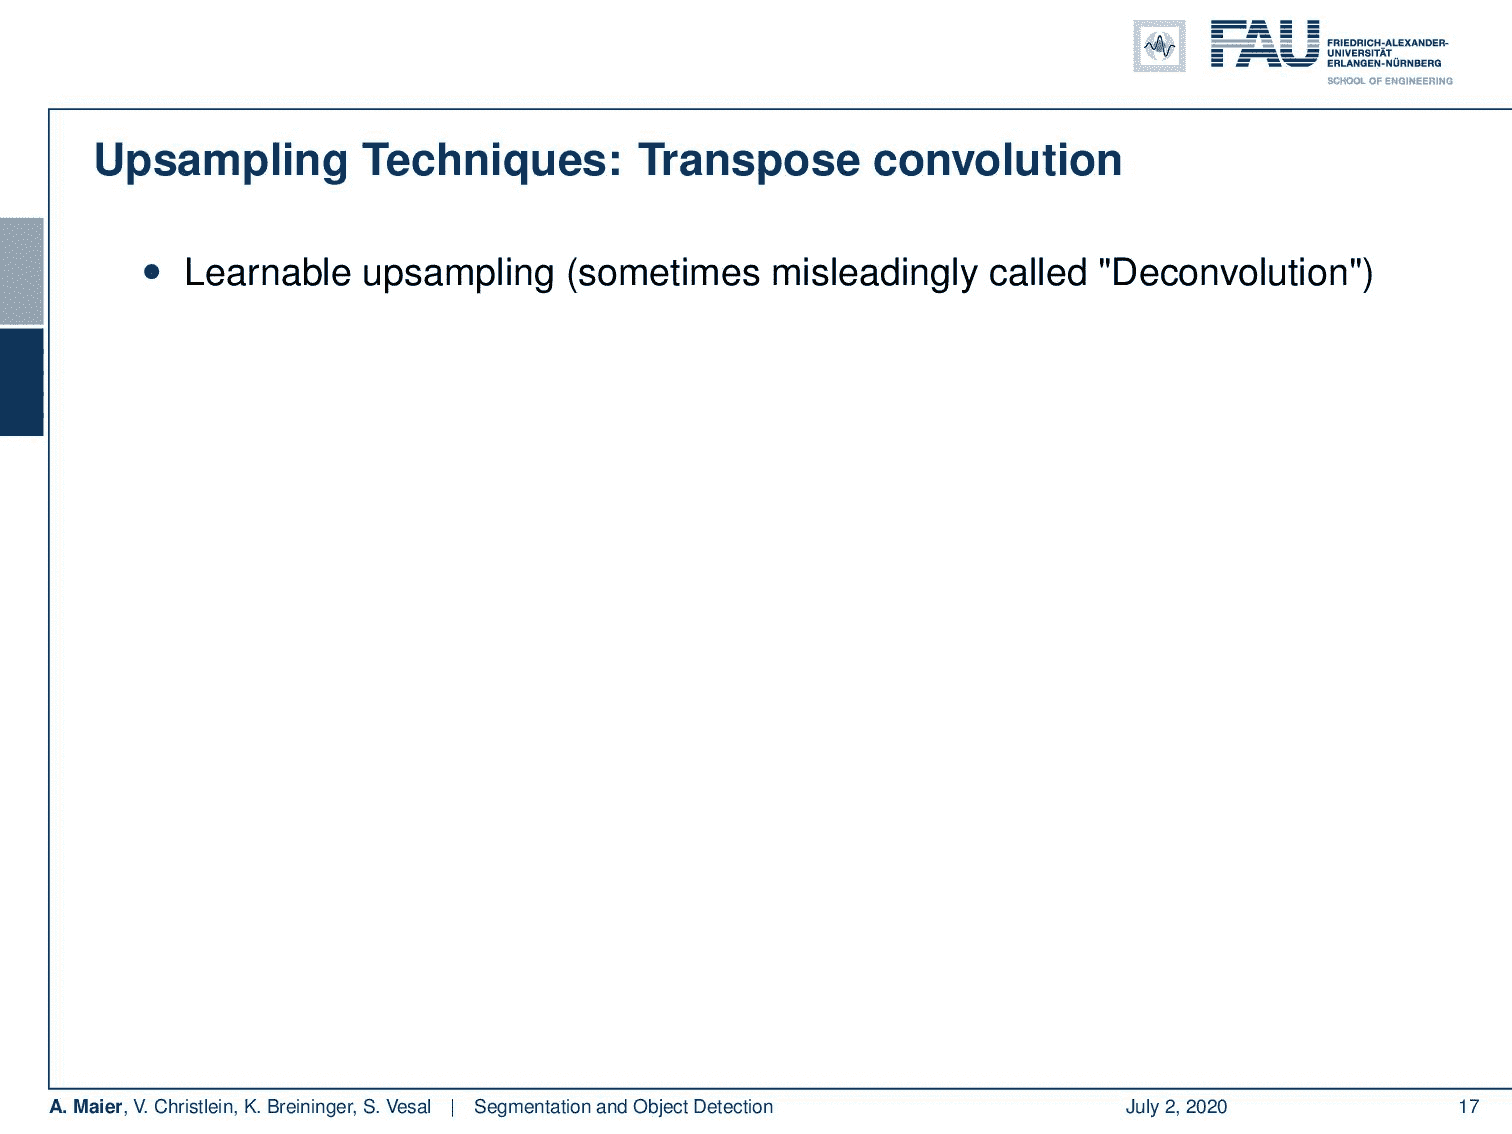 FAU
FRIEDRICH-ALEXANDER-
UNIVERSITÄT
ERLANGEN-NÜRNBERG
SCHOOL OF ENGINEERING
Upsampling Techniques: Transpose convolution
• Learnable upsampling (sometimes misleadingly called "Deconvolution")
A. Maier, V. Christlein, K. Breininger, S. Vesal | Segmentation and Object Detection July 2, 2020 17